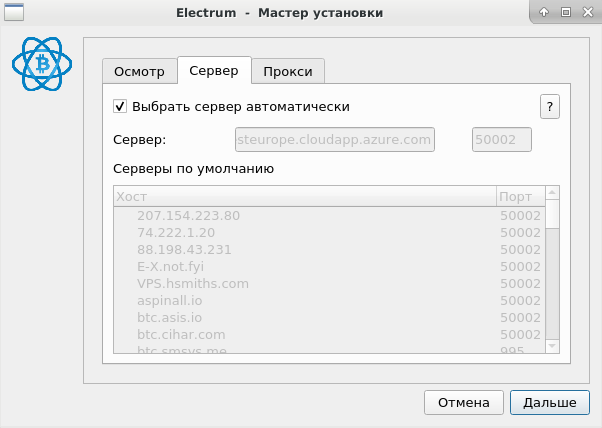 Electrum - Мастер установки
Осмотр Сервер Прокси
Выбрать сервер автоматически ?
Сервер: steurope.cloudapp.azure.com 50002
Серверы по умолчанию
Хост Порт
207.154.223.80 50002
74.222.1.20 50002
88.198.43.231 50002
E-X.not.fyi 50002
VPS.hsmiths.com 50002
aspinall.io 50002
btc.asis.io 50002
btc.cihar.com 50002
btc.smsys.me 995
Отмена Дальше